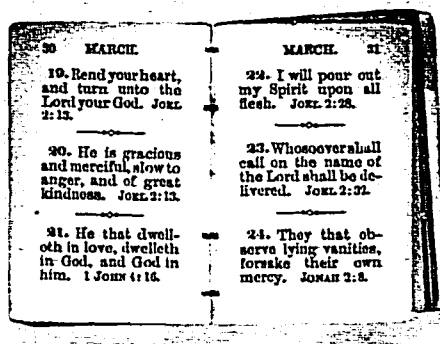 30 MARCH.
19. Rend your heart,
and turn unto the
Lord your God. JOEL
2:13.
20. He is gracious
and merciful, slow to
anger, and of great
kindness. JOEL 2:13.
21. He that dwell-
eth in love, dwelleth
in God, and God in
him. 1 JOHN 4:16.
MARCH. 31
22. I will pour out
my Spirit upon all
flesh. JOEL 2:28.
23. Whosoever shall
call on the name of
the Lord shall be de-
livered. JOEL 2:32.
24. They that ob-
serve lying vanities,
forsake their own
mercy. JONAH 2:8.